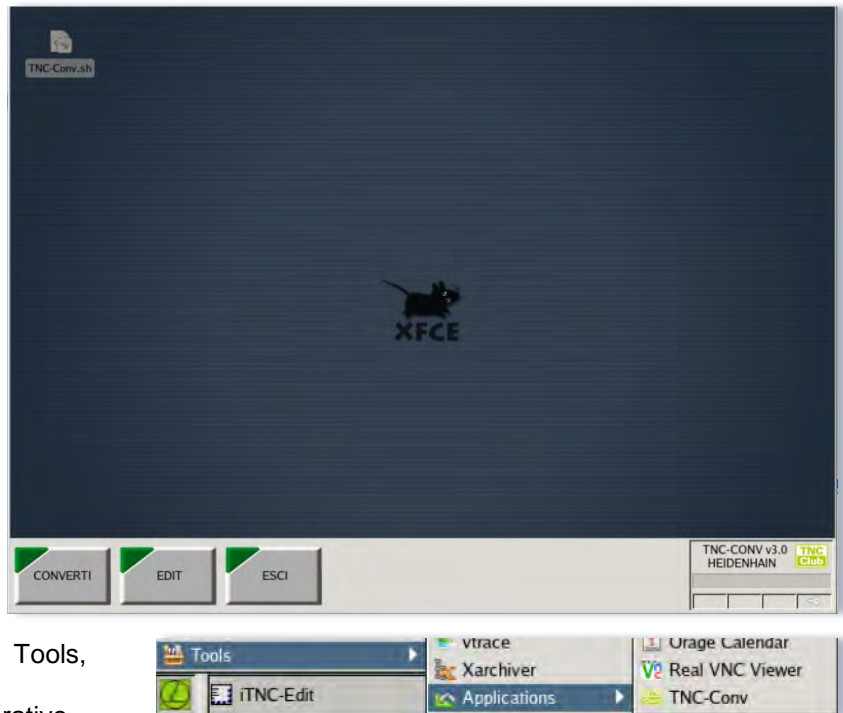 TNC-Conv.sh
XFCE
CONVERTI
EDIT
ESCI
TNC-CONV v3.0
HEIDENHAIN
TNC
Club
Tools,
Tools
iTNC-Edit
vtrace
Xarchiver
Applications
Orage Calendar
Real VNC Viewer
TNC-Conv